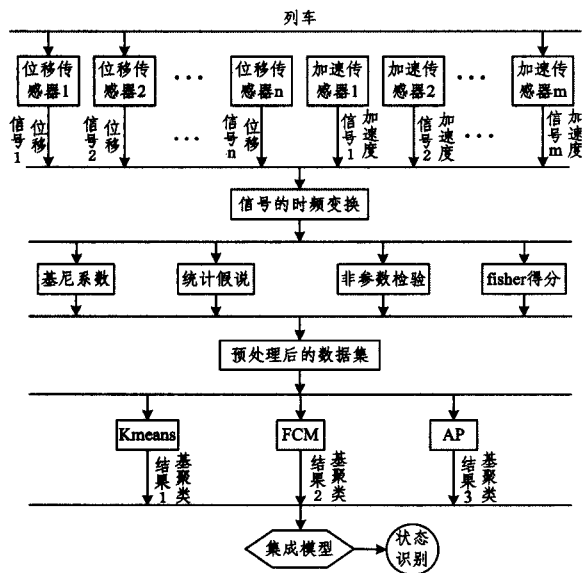 列车
位移传
感器1
位移传
感器2
...
位移传
感器n
加速传
感器1
加速传
感器2
...
加速传
感器m
位移
信号1
位移
信号2
...
位移
信号n
加速度
信号1
加速度
信号2
...
加速度
信号m
信号的时频变换
基尼系数
统计假说
非参数检验
fisher得分
预处理后的数据集
Kmeans
FCM
AP
基聚类
结果1
基聚类
结果2
基聚类
结果3
集成模型
状态
识别